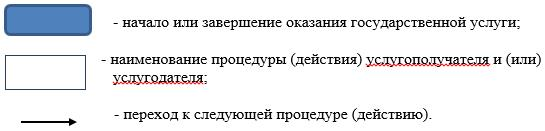 - начало или завершение оказания государственной услуги;
- наименование процедуры (действия) услугополучателя и (или)
услугодателя;
- переход к следующей процедуре (действию).